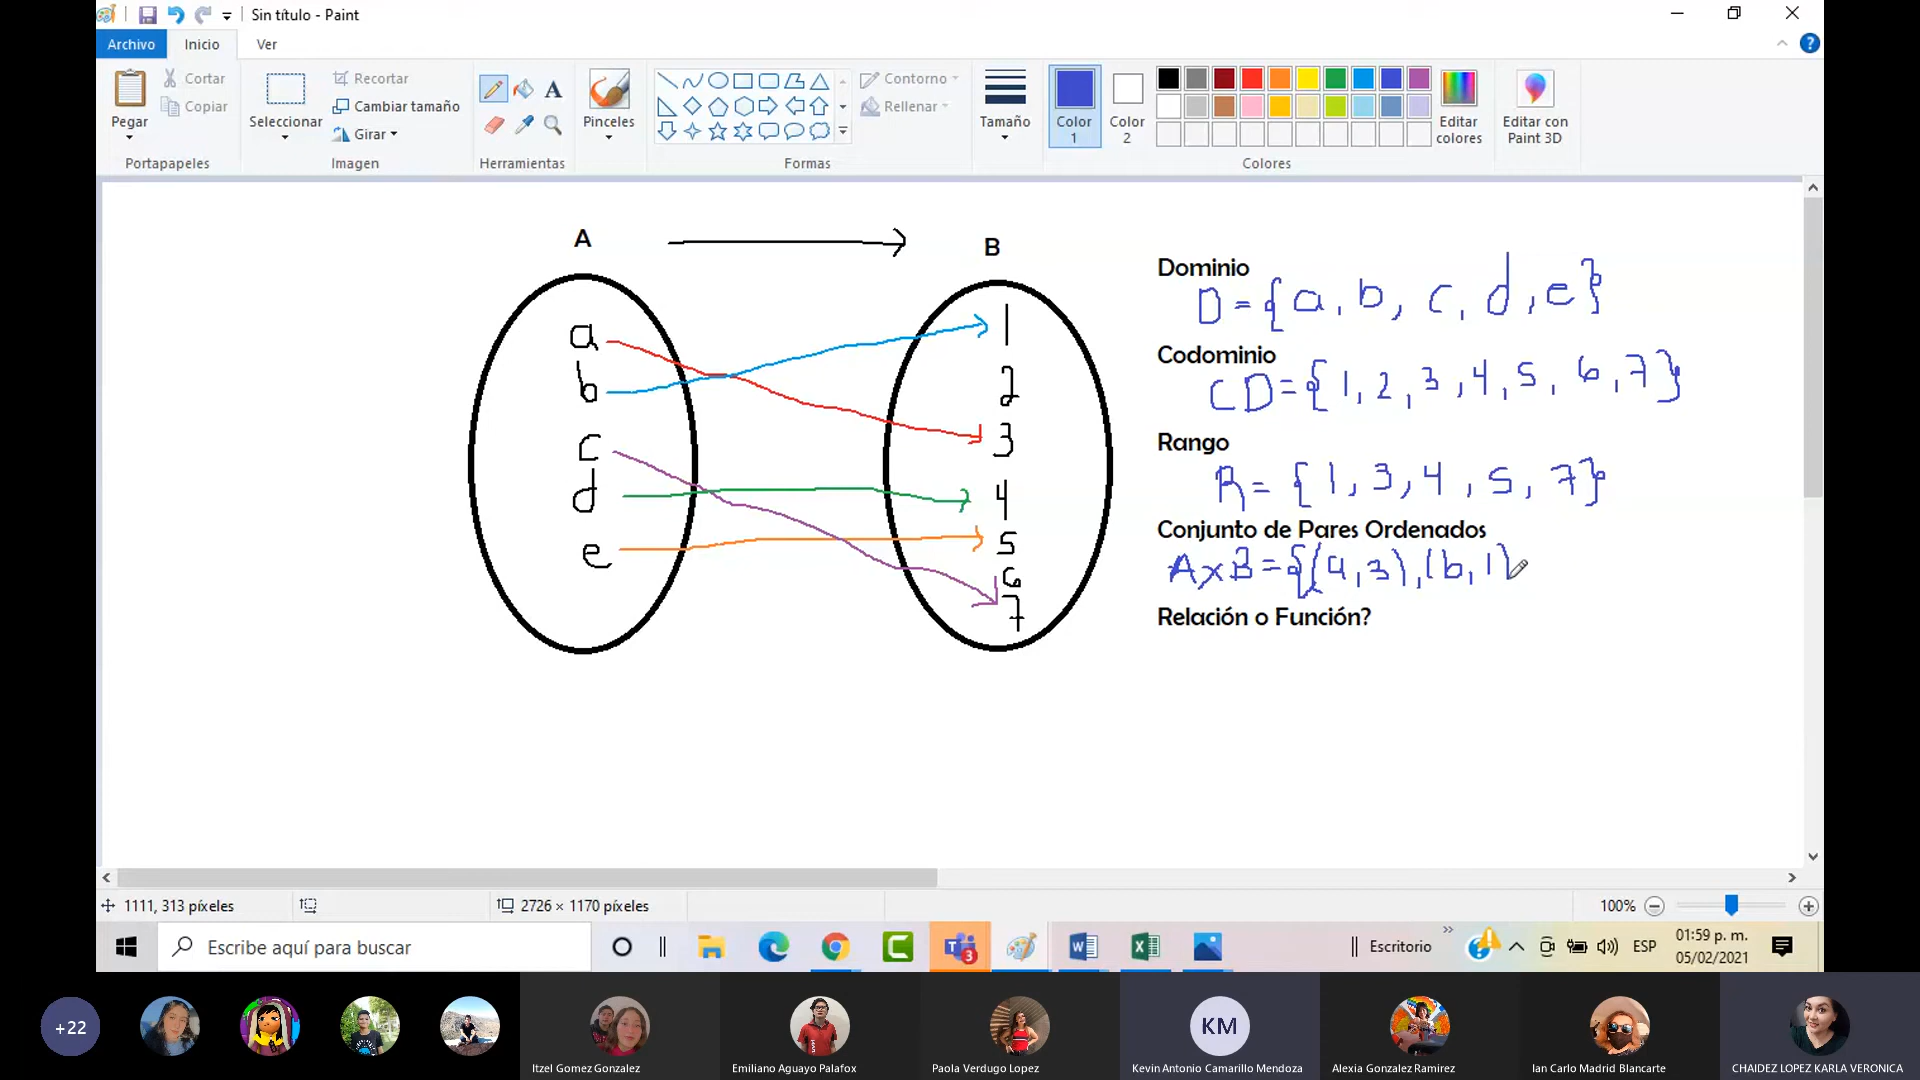 Sin título - Paint
Archivo Inicio Ver
Pegar
Cortar
Copiar
Portapapeles
Seleccionar
Recortar
Cambiar tamaño
Girar
Imagen
A
Herramientas
Pinceles
Formas
Contorno
Rellenar
Tamaño
Color 1
Color 2
Colores
Editar colores
Editar con Paint 3D
A
B
a
b
c
d
e
1
2
3
4
5
6
7
Dominio
D = {a, b, c, d, e}
Codominio
CD = {1, 2, 3, 4, 5, 6, 7}
Rango
R = {1, 3, 4, 5, 7}
Conjunto de Pares Ordenados
A x B = {(a, 3), (b, 1)
Relación o Función?
1111, 313 píxeles
2726 × 1170 píxeles
100%
Escribe aquí para buscar
3
Escritorio
ESP
01:59 p. m.
05/02/2021
+22
KM
Itzel Gomez Gonzalez
Emiliano Aguayo Palafox
Paola Verdugo Lopez
Kevin Antonio Camarillo Mendoza
Alexia Gonzalez Ramirez
Ian Carlo Madrid Blancarte
CHAIDEZ LOPEZ KARLA VERONICA